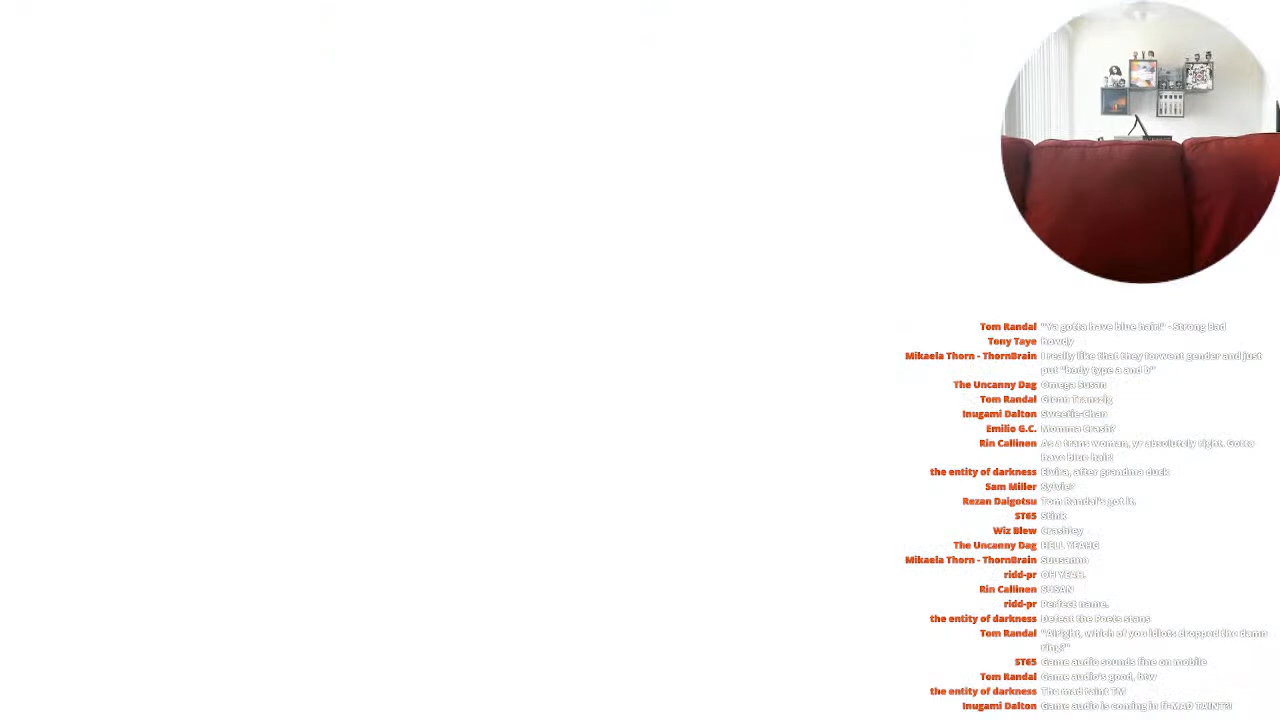 Tom Randal "Ya gotta have blue hair!" - Strong Bad
Tony Taye howdy
Mikaela Thorn - ThornBrain I really like that they forwent gender and just
put "body type a and b"
The Uncanny Dag Omega Susan
Tom Randal Glenn Tranzig
Inugami Dalton Sweetie-Chan
Emilio G.C. Momma Crash?
Rin Callinen As a trans woman, yr absolutely right. Gotta
have blue hair!
the entity of darkness Elvira, after grandma duck
Sam Miller Sylvie?
Rezan Daigotsu Tom Randal's got it.
ST65 Stink
Wiz Blew Crashley
The Uncanny Dag HELL YEAHG
Mikaela Thorn - ThornBrain Suusannn
ridd-pr OH YEAH.
Rin Callinen SUSAN
ridd-pr Perfect name.
the entity of darkness Defeat the Poets stans
Tom Randal "Alright, which of you idiots dropped the damn
ring?"
ST65 Game audio sounds fine on mobile
Tom Randal Game audio's good, btw
the entity of darkness The mad taint TM
Inugami Dalton Game audio is coming in fi-MAD TAINT?!